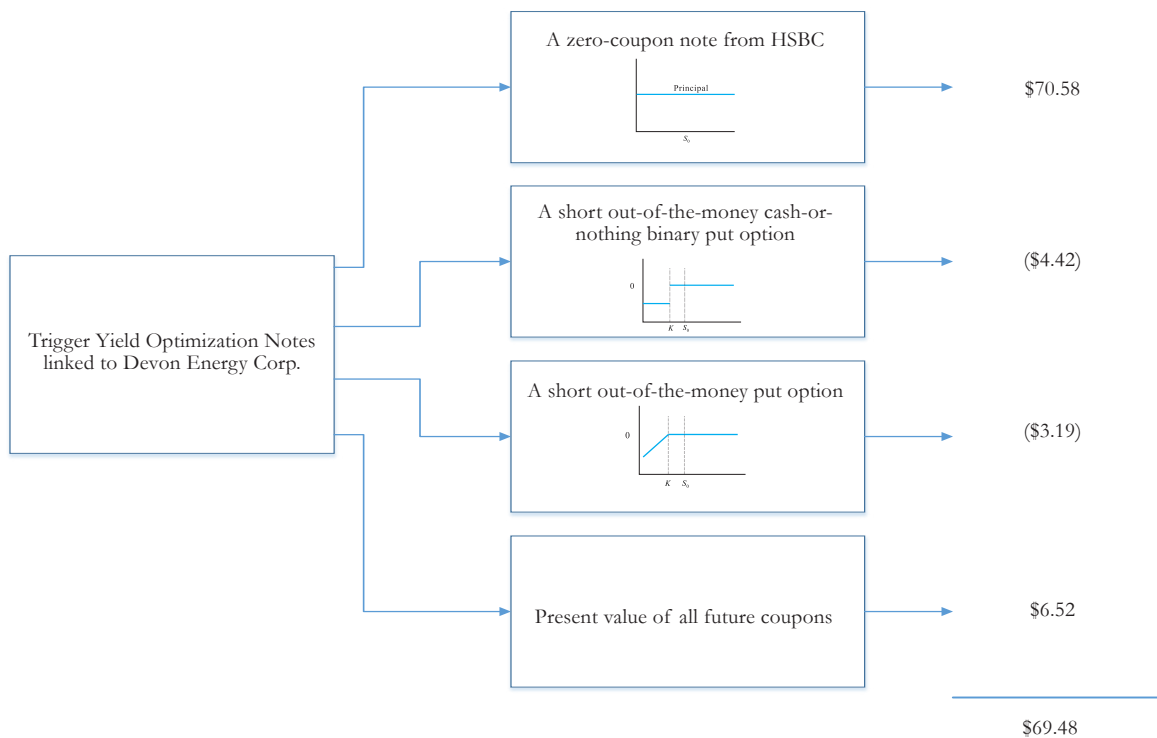 A zero-coupon note from HSBC
Principal
S₀
$70.58
A short out-of-the-money cash-or-
nothing binary put option
0
K S₀
($4.42)
Trigger Yield Optimization Notes
linked to Devon Energy Corp.
A short out-of-the-money put option
0
K S₀
($3.19)
Present value of all future coupons
$6.52
$69.48